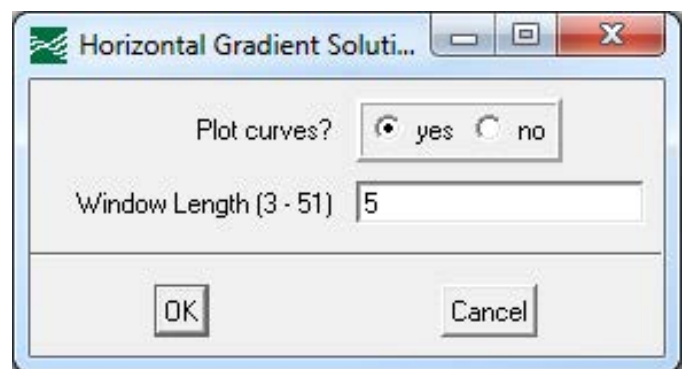 Horizontal Gradient Soluti...
Plot curves? yes no
Window Length (3 - 51) 5
OK Cancel